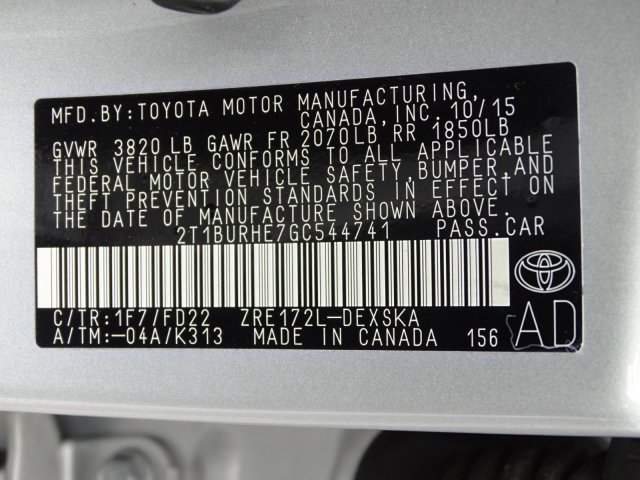 MFD.BY:TOYOTA MOTOR MANUFACTURING,
CANADA,INC. 10/15
GVWR 3820 LB GAWR FR 2070LB RR 1850LB
THIS VEHICLE CONFORMS TO ALL APPLICABLE
FEDERAL MOTOR VEHICLE SAFETY,BUMPER,AND
THEFT PREVENTION STANDARDS IN EFFECT ON
THE DATE OF MANUFACTURE SHOWN ABOVE.
2T1BURHE7GC544741 PASS.CAR
C/TR:1F7/FD22 ZRE172L-DEXSKA
A/TM:-04A/K313 MADE IN CANADA 156
AD